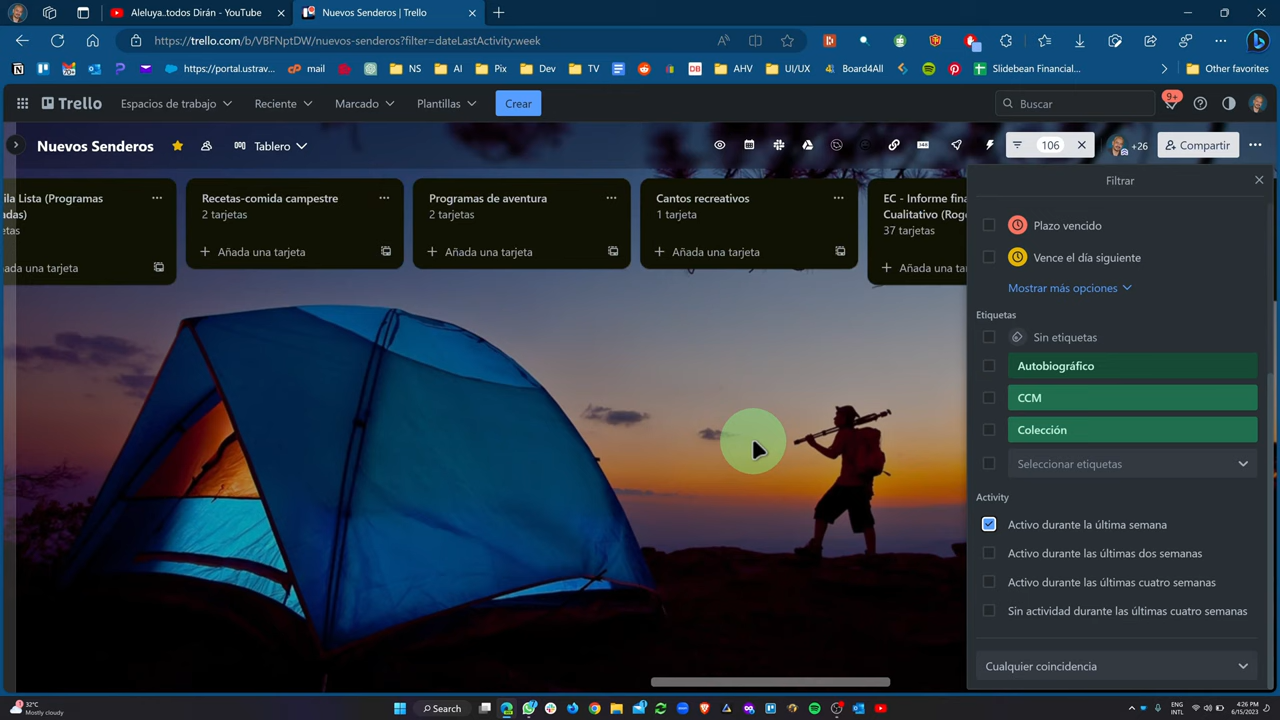 Aleluya..todos Dirán - YouTube
Nuevos Senderos | Trello
https://trello.com/b/VBFNptDW/nuevos-senderos?filter=dateLastActivity:week
https://portal.ustrav...
mail
NS
AI
Pix
Dev
TV
AHV
UI/UX
Board4All
Slidebean Financial...
Other favorites
Trello
Espacios de trabajo
Reciente
Marcado
Plantillas
Crear
Buscar
9+
Nuevos Senderos
Tablero
106
+26
Compartir
Filtrar
ila Lista (Programas
adas)
etas
ada una tarjeta
Recetas-comida campestre
2 tarjetas
Añada una tarjeta
Programas de aventura
2 tarjetas
Añada una tarjeta
Cantos recreativos
1 tarjeta
Añada una tarjeta
EC - Informe fina
Cualitativo (Rog
37 tarjetas
Añada una ta
Plazo vencido
Vence el día siguiente
Mostrar más opciones
Etiquetas
Sin etiquetas
Autobiográfico
CCM
Colección
Seleccionar etiquetas
Activity
Activo durante la última semana
Activo durante las últimas dos semanas
Activo durante las últimas cuatro semanas
Sin actividad durante las últimas cuatro semanas
Cualquier coincidencia
32°C
Mostly cloudy
Search
ENG
INTL
4:26 PM
6/15/2023